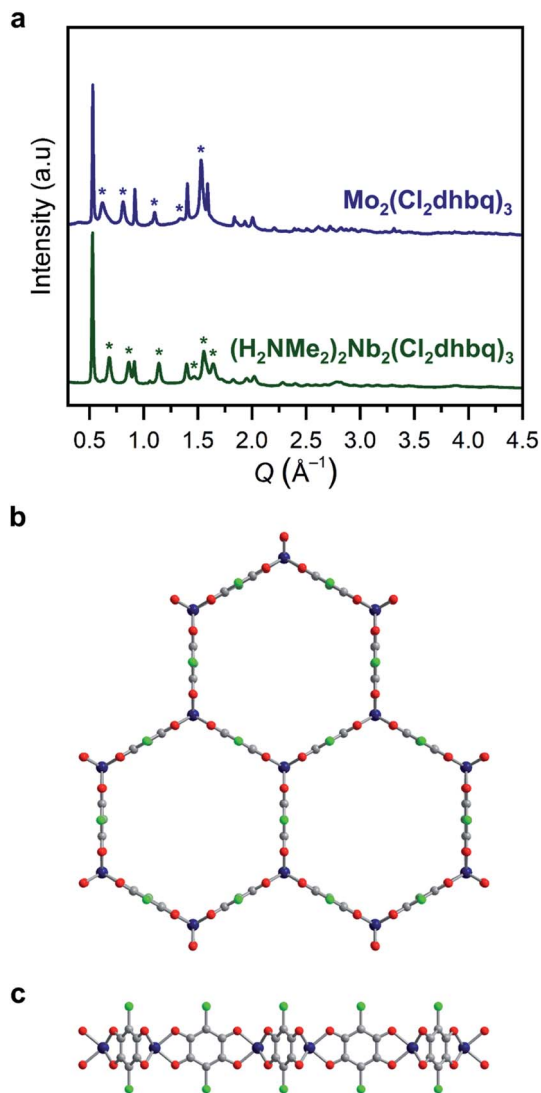 a
Intensity (a.u)
* * * * *
Mo₂(Cl₂dhbq)₃
* * * * * *
(H₂NMe₂)₂Nb₂(Cl₂dhbq)₃
0.5 1.0 1.5 2.0 2.5 3.0 3.5 4.0 4.5
Q (Å⁻¹)
b
c